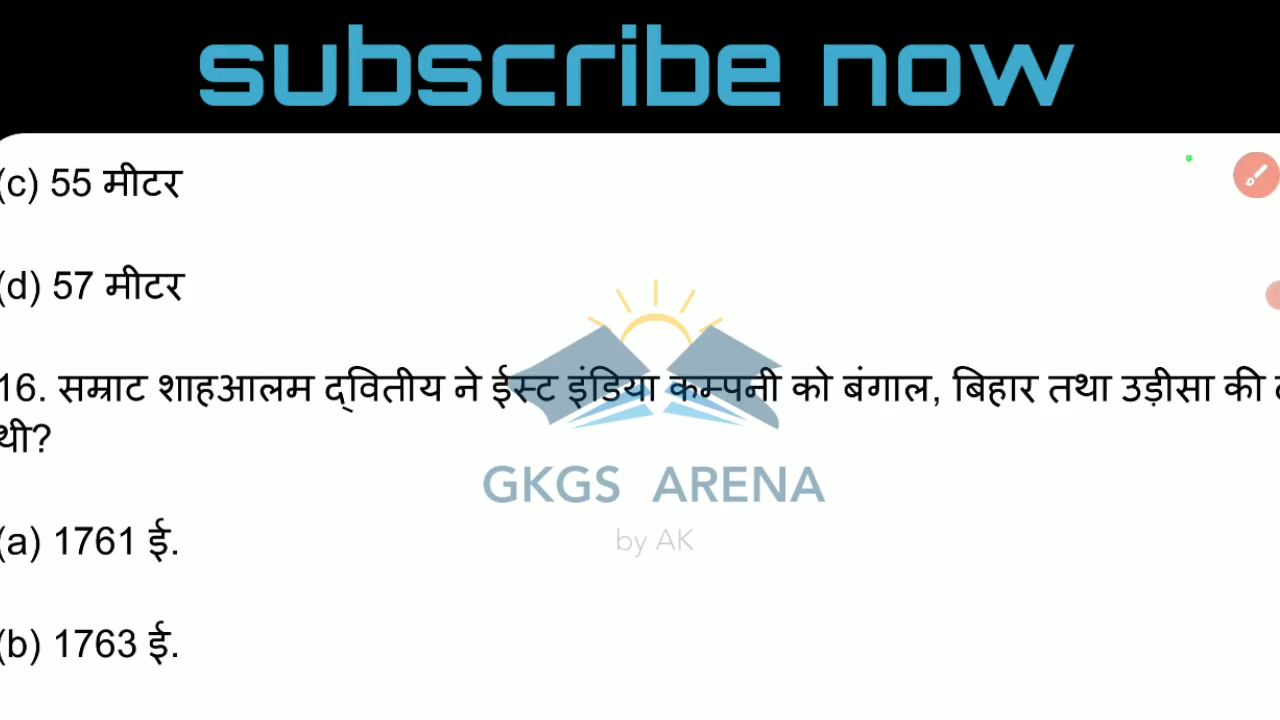 subscribe now
(c) 55 मीटर
(d) 57 मीटर
16. सम्राट शाहआलम द्वितीय ने ईस्ट इंडिया कम्पनी को बंगाल, बिहार तथा उड़ीसा की
थी?
GKGS ARENA
(a) 1761 ई.
by AK
(b) 1763 ई.